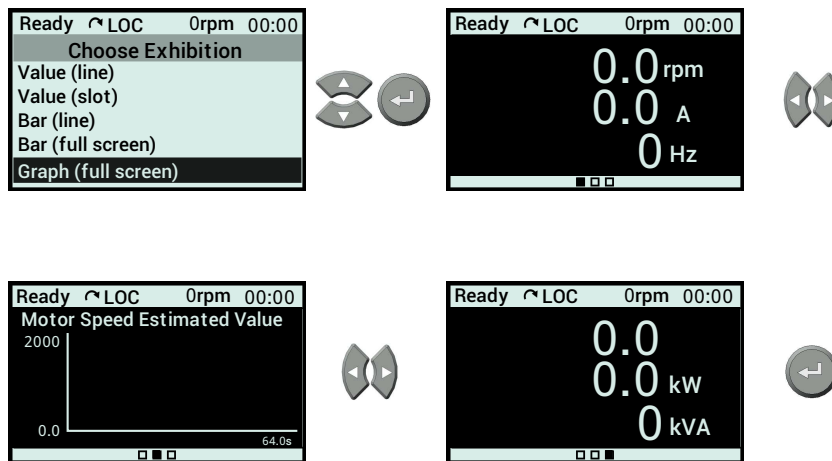 Ready LOC 0rpm 00:00
Choose Exhibition
Value (line)
Value (slot)
Bar (line)
Bar (full screen)
Graph (full screen)
Ready LOC 0rpm 00:00
0.0 rpm
0.0 A
0 Hz
Ready LOC 0rpm 00:00
Motor Speed Estimated Value
2000
0.0
64.0s
Ready LOC 0rpm 00:00
0.0
0.0 kW
0 kVA